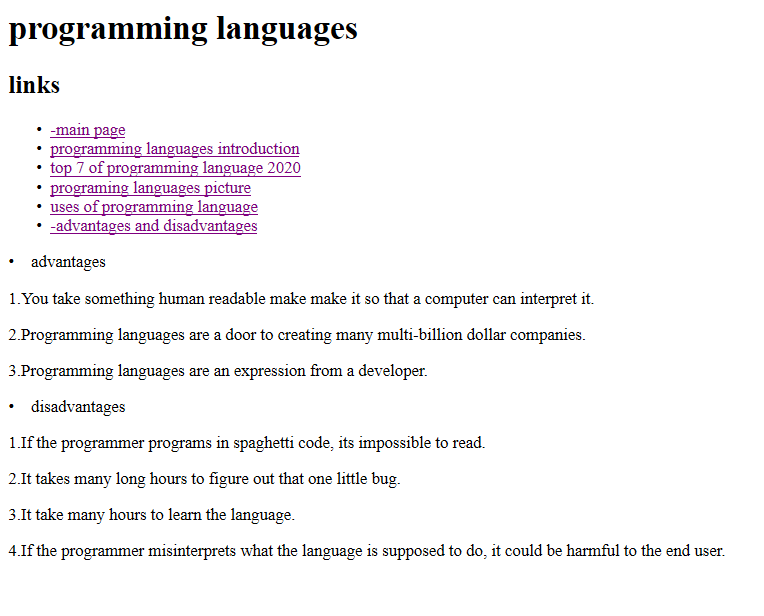 programming languages
links
• -main page
• programming languages introduction
• top 7 of programming language 2020
• programing languages picture
• uses of programming language
• -advantages and disadvantages
• advantages
1.You take something human readable make make it so that a computer can interpret it.
2.Programming languages are a door to creating many multi-billion dollar companies.
3.Programming languages are an expression from a developer.
• disadvantages
1.If the programmer programs in spaghetti code, its impossible to read.
2.It takes many long hours to figure out that one little bug.
3.It take many hours to learn the language.
4.If the programmer misinterprets what the language is supposed to do, it could be harmful to the end user.